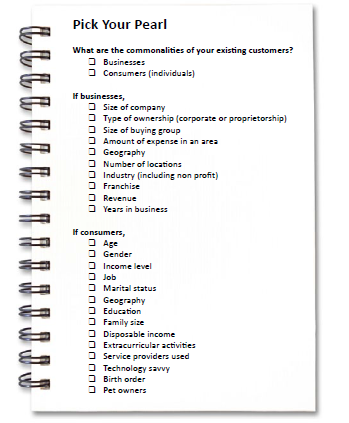 Pick Your Pearl
What are the commonalities of your existing customers?
❑ Businesses
❑ Consumers (individuals)
If businesses,
❑ Size of company
❑ Type of ownership (corporate or proprietorship)
❑ Size of buying group
❑ Amount of expense in an area
❑ Geography
❑ Number of locations
❑ Industry (including non profit)
❑ Franchise
❑ Revenue
❑ Years in business
If consumers,
❑ Age
❑ Gender
❑ Income level
❑ Job
❑ Marital status
❑ Geography
❑ Education
❑ Family size
❑ Disposable income
❑ Extracurricular activities
❑ Service providers used
❑ Technology savvy
❑ Birth order
❑ Pet owners